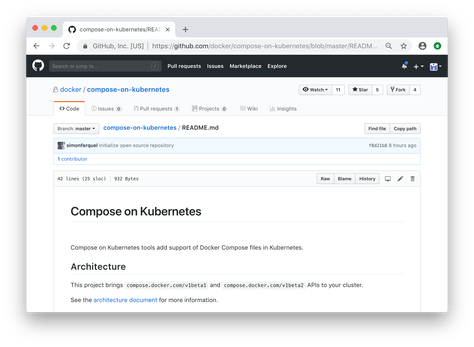 compose-on-kubernetes/READ
GitHub, Inc. [US] https://github.com/docker/compose-on-kubernetes/blob/master/README...
Search or jump to... / Pull requests Issues Marketplace Explore
docker / compose-on-kubernetes Watch 11 Star 5 Fork 4
Code Issues 0 Pull requests 1 Projects 0 Wiki Insights
Branch: master compose-on-kubernetes / README.md Find file Copy path
simonferquel Initialize open source repository 8 hours ago
1 contributor
42 lines (25 sloc) 932 Bytes Raw Blame History
Compose on Kubernetes
Compose on Kubernetes tools add support of Docker Compose files in Kubernetes.
Architecture
This project brings compose.docker.com/v1beta1 and compose.docker.com/v1beta2 APIs to your cluster.
See the architecture document for more information.